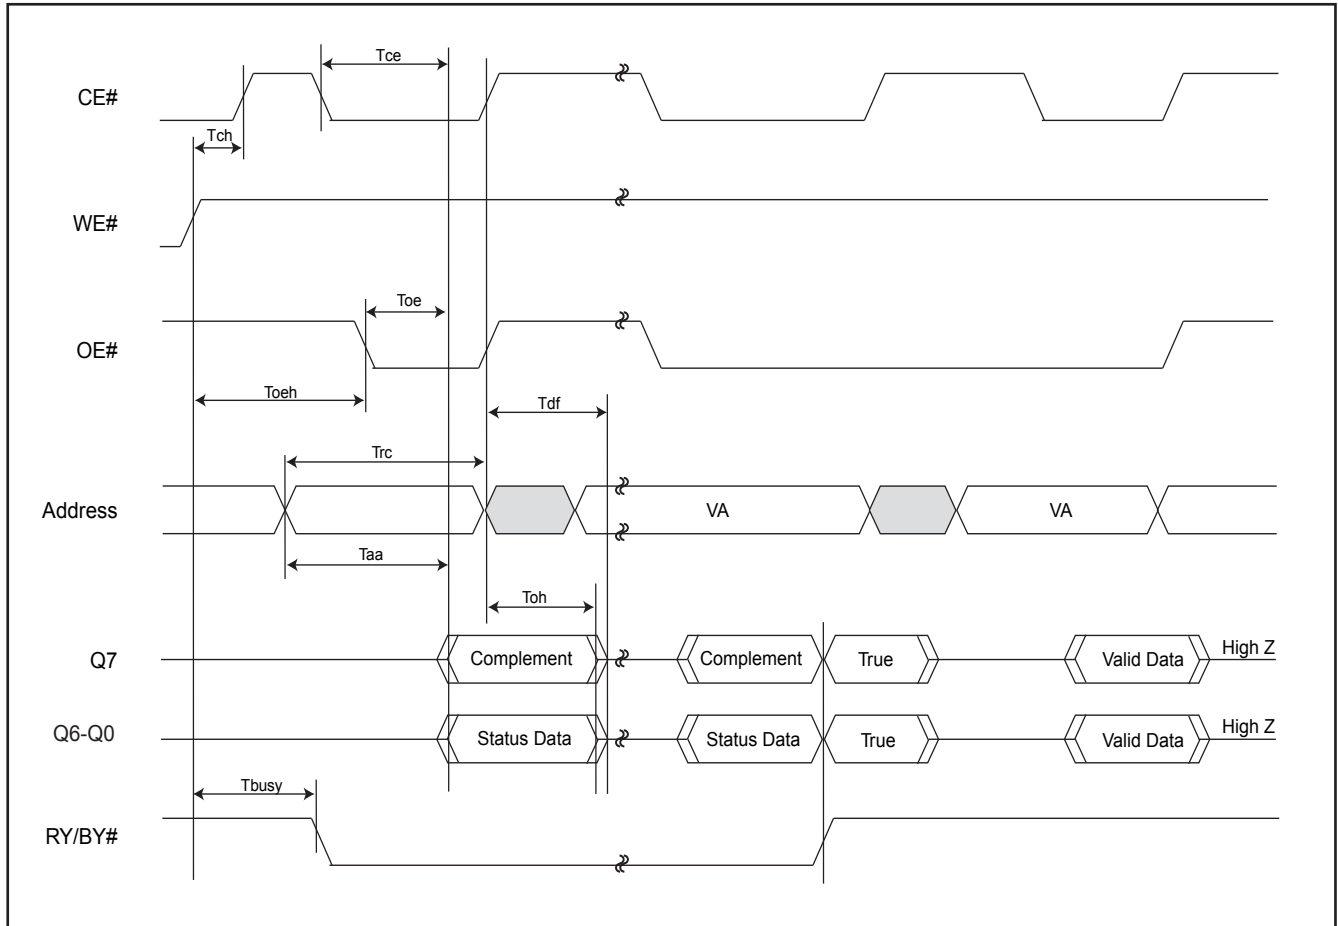 Tce
CE#
Tch
WE#
Toe
OE#
Toeh
Tdf
Trc
Address
VA
VA
Taa
Toh
Q7
Complement
Complement
True
Valid Data
High Z
Q6-Q0
Status Data
Status Data
True
Valid Data
High Z
Tbusy
RY/BY#